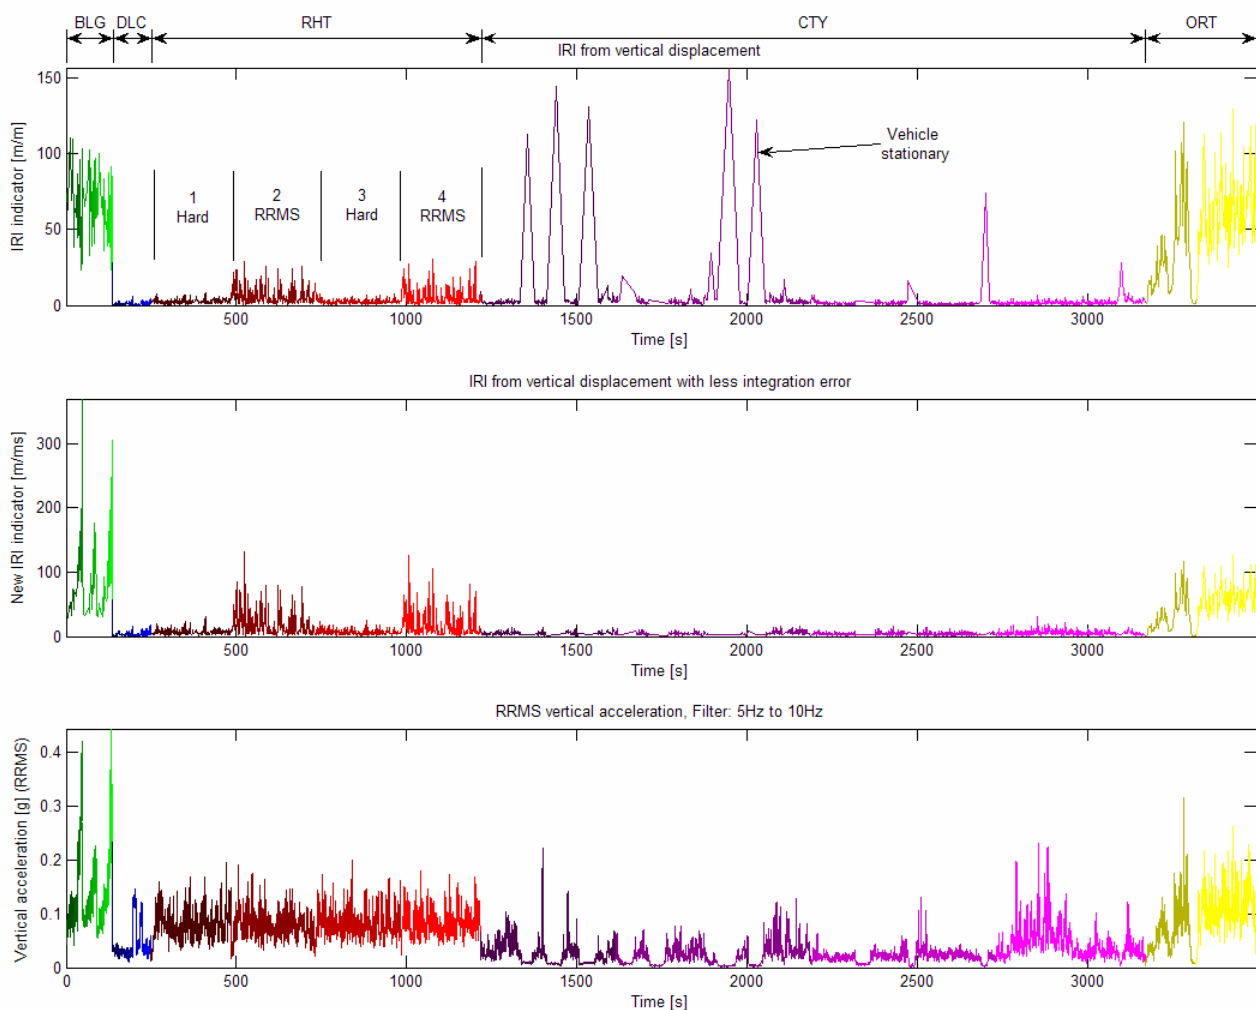 BLG DLC RHT CTY ORT
IRI from vertical displacement
IRI indicator [m/m]
150
100
50
0
1
Hard
2
RRMS
3
Hard
4
RRMS
Vehicle
stationary
500 1000 1500 2000 2500 3000
Time [s]
IRI from vertical displacement with less integration error
New IRI indicator [m/ms]
300
200
100
0
500 1000 1500 2000 2500 3000
Time [s]
RRMS vertical acceleration, Filter: 5Hz to 10Hz
Vertical acceleration [g] (RRMS)
0.4
0.3
0.2
0.1
0
0 500 1000 1500 2000 2500 3000
Time [s]